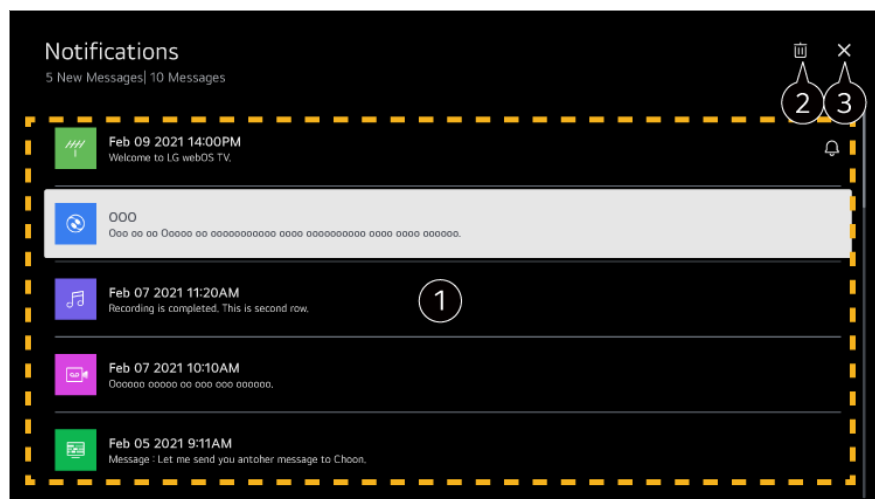 Notifications
5 New Messages| 10 Messages
2
3
Feb 09 2021 14:00PM
Welcome to LG webOS TV.
OOO
Ooo oo oo Ooooo oo ooooooooooo oooo oooooooooo oooo oooo oooooo.
Feb 07 2021 11:20AM
Recording is completed. This is second row.
1
Feb 07 2021 10:10AM
Oooooo ooooo oo ooo ooo oooooo.
Feb 05 2021 9:11AM
Message : Let me send you antoher message to Choon.